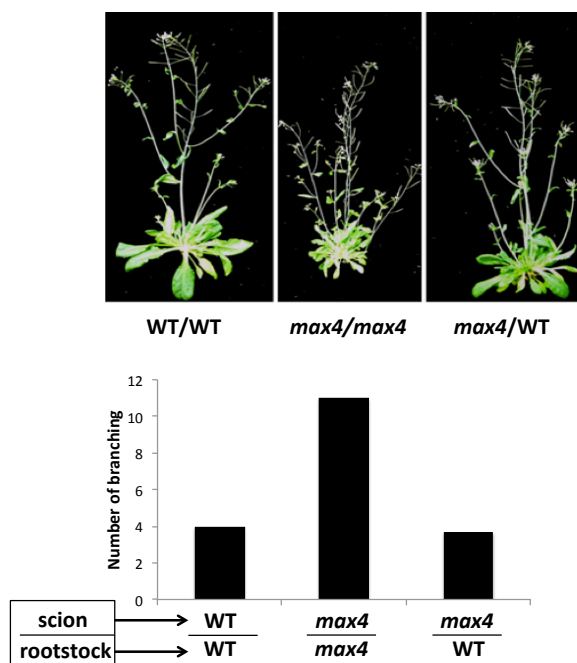 WT/WT max4/max4 max4/WT
Number of branching
12
10
8
6
4
2
0
scion WT max4 max4
rootstock WT max4 WT